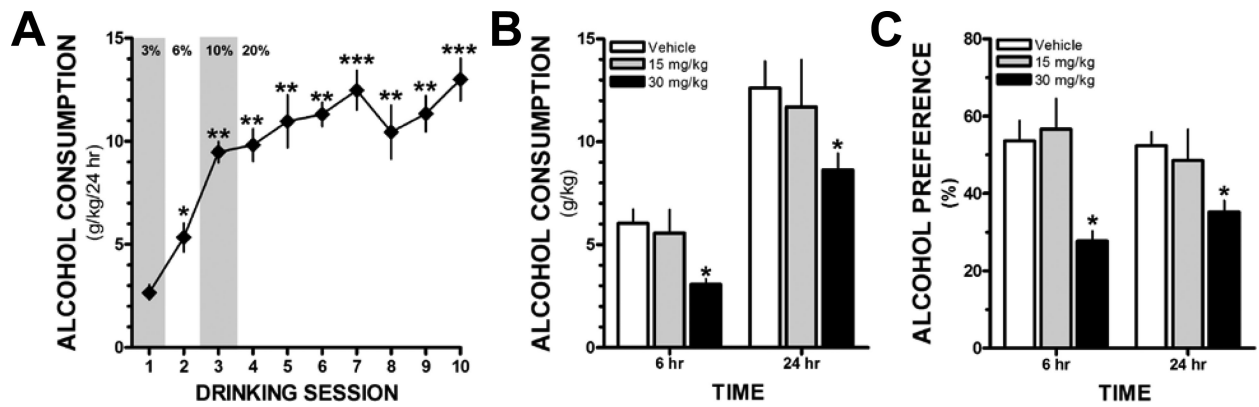 A
ALCOHOL CONSUMPTION
(g/kg/24 hr)
15
10
5
0
3% 6% 10% 20%
*
**
**
**
**
***
**
**
***
1 2 3 4 5 6 7 8 9 10
DRINKING SESSION
B
ALCOHOL CONSUMPTION
(g/kg)
15
10
5
0
Vehicle
15 mg/kg
30 mg/kg
*
*
6 hr 24 hr
TIME
C
ALCOHOL PREFERENCE
(%)
80
60
40
20
0
Vehicle
15 mg/kg
30 mg/kg
*
*
6 hr 24 hr
TIME